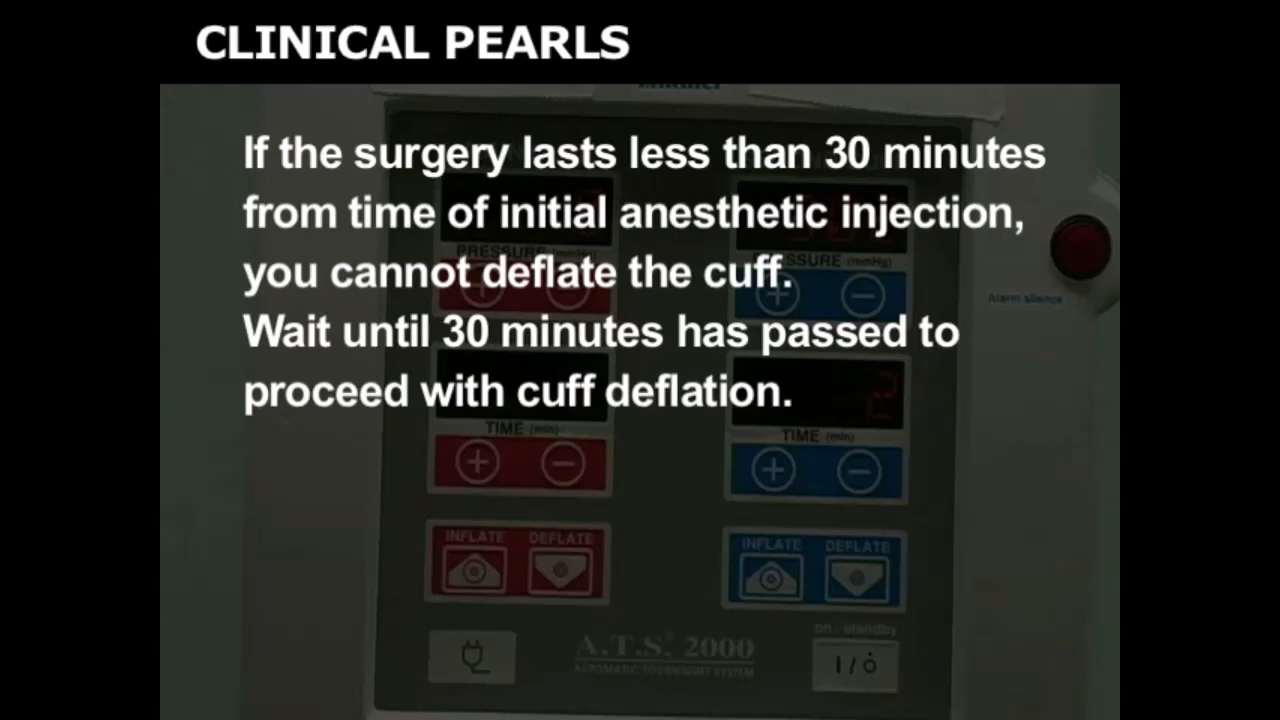 CLINICAL PEARLS
If the surgery lasts less than 30 minutes
from time of initial anesthetic injection,
you cannot deflate the cuff.
Wait until 30 minutes has passed to
proceed with cuff deflation.
PRESSURE (mmHg)
PRESSURE (mmHg)
Alarm silence
2
TIME (min)
TIME (min)
INFLATE DEFLATE
INFLATE DEFLATE
on / standby
A.T.S. 2000
AUTOMATIC TOURNIQUET SYSTEM